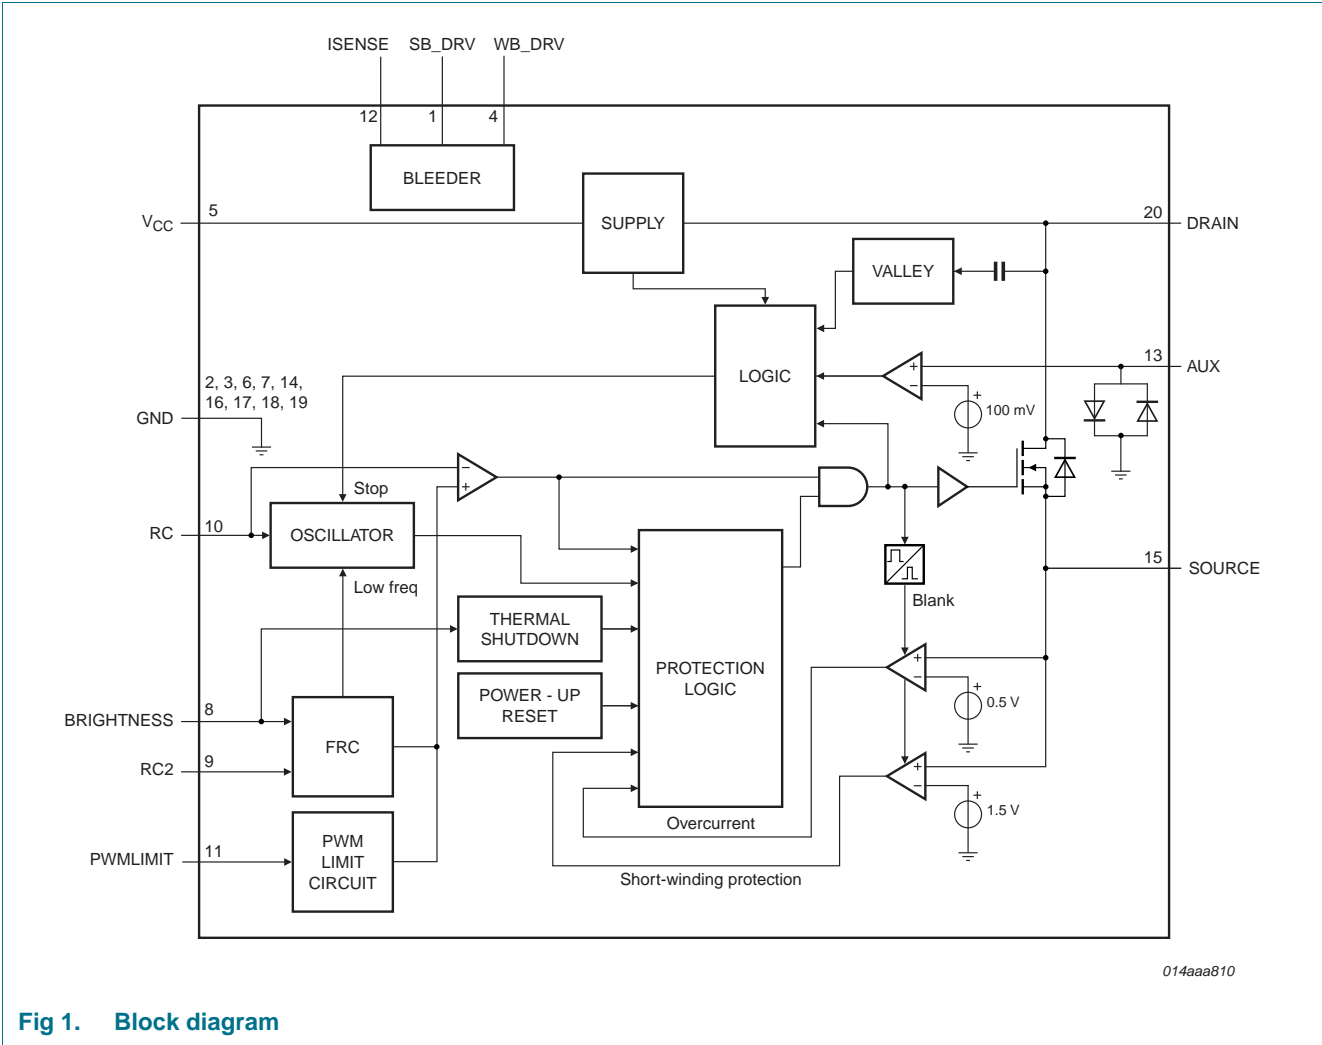 ISENSE SB_DRV WB_DRV
12 1 4
BLEEDER
VCC 5 SUPPLY 20 DRAIN
VALLEY
2, 3, 6, 7, 14,
16, 17, 18, 19
GND
LOGIC
+
−
+
100 mV
13
AUX
−
+
Stop
RC 10 OSCILLATOR
Low freq
15
SOURCE
Blank
THERMAL
SHUTDOWN
POWER - UP
RESET
PROTECTION
LOGIC
+
−
+
0.5 V
BRIGHTNESS 8
FRC
RC2 9
+
−
+
1.5 V
PWMLIMIT 11
PWM
LIMIT
CIRCUIT
Overcurrent
Short-winding protection
014aaa810
Fig 1. Block diagram